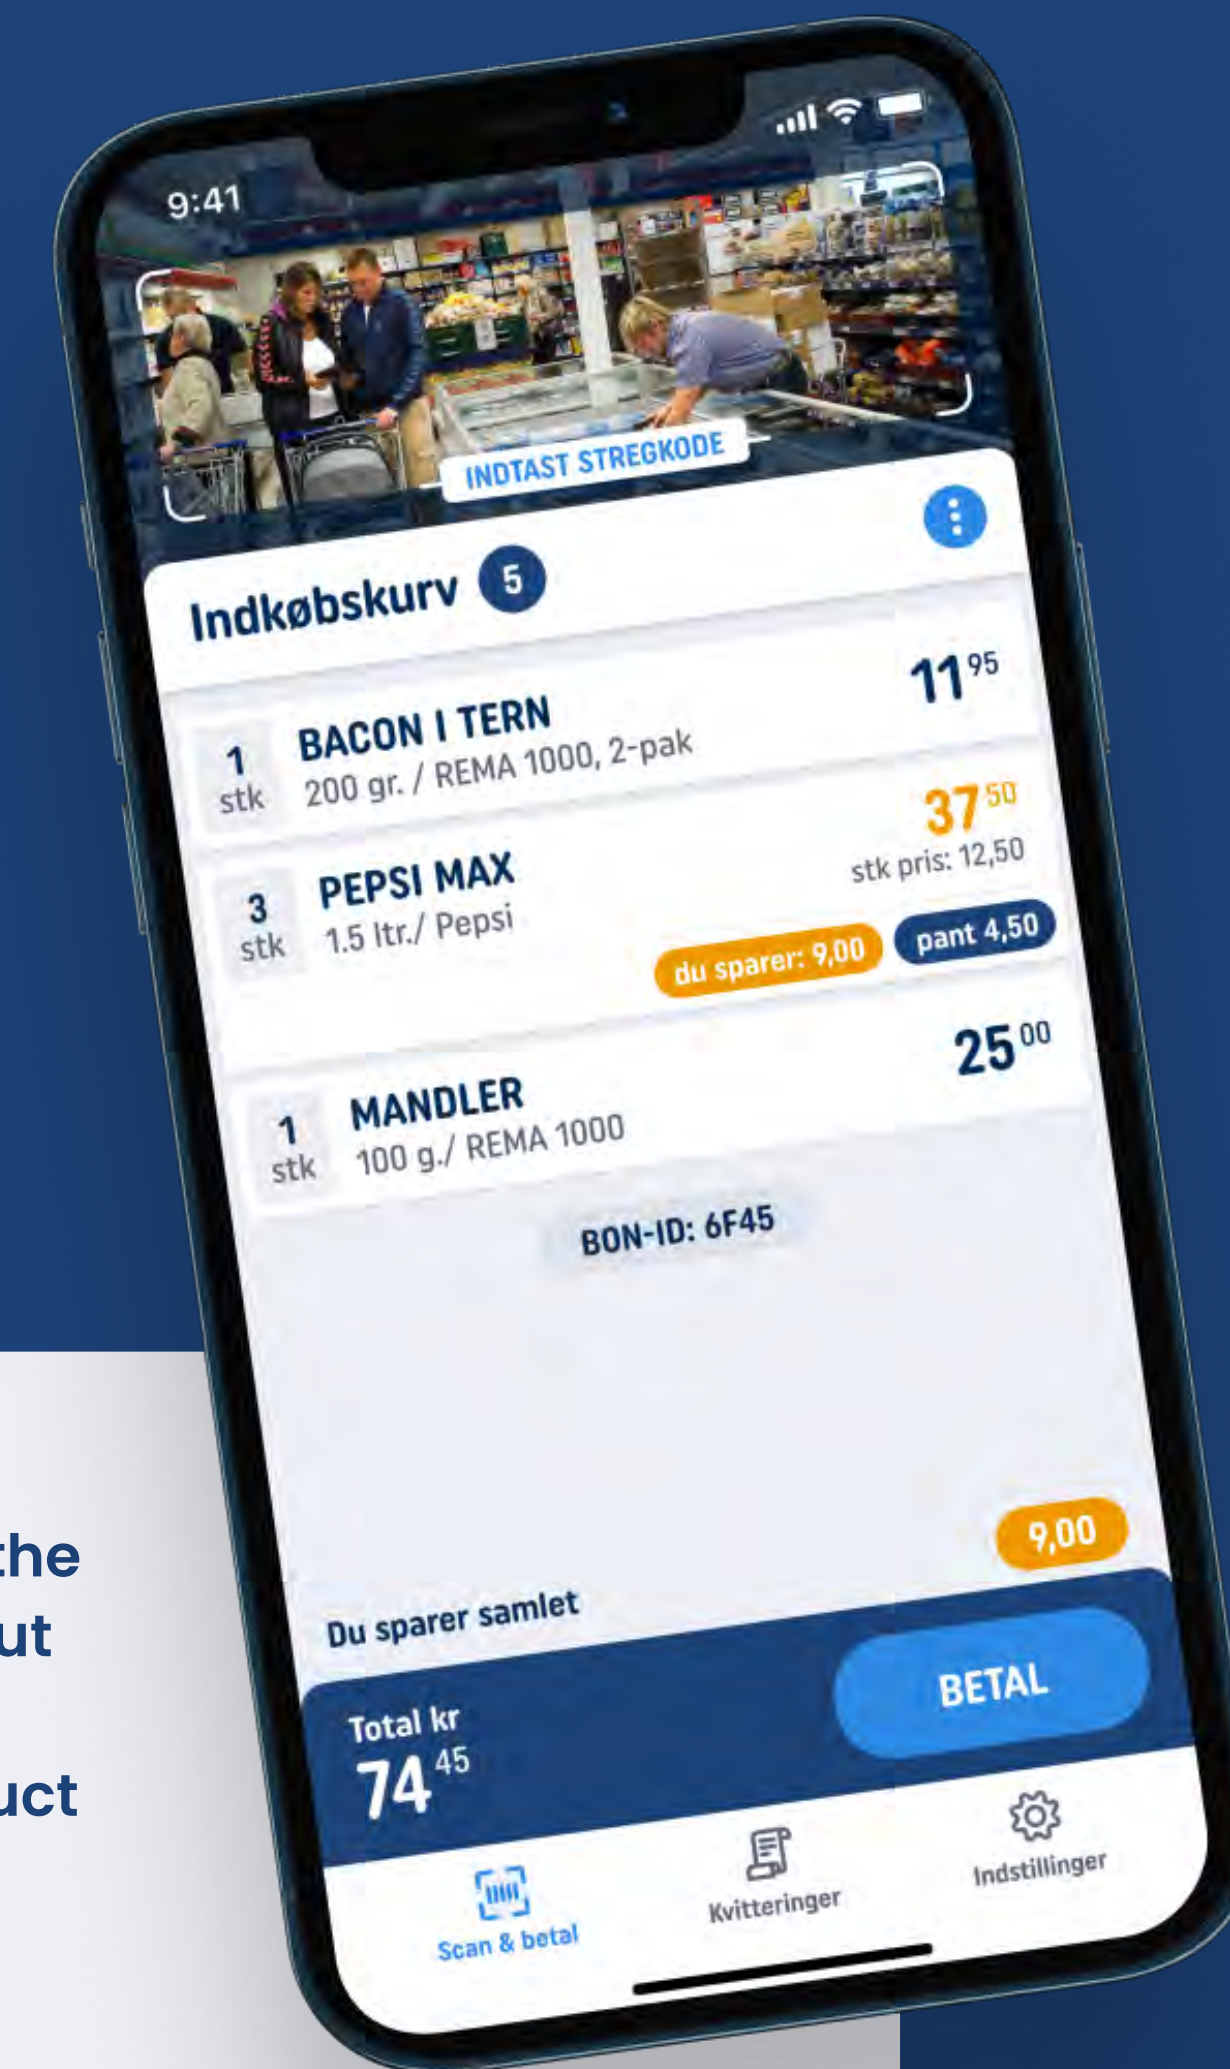 9:41
INDTAST STREGKODE
Indkøbskurv 5
1 stk
BACON I TERN
200 gr. / REMA 1000, 2-pak
11 95
3 stk
PEPSI MAX
1.5 ltr./ Pepsi
37 50
stk pris: 12,50
du sparer: 9,00
pant 4,50
1 stk
MANDLER
100 g./ REMA 1000
25 00
BON-ID: 6F45
Du sparer samlet
9,00
Total kr
74 45
BETAL
Scan & betal
Kvitteringer
Indstillinger
the
ut
uct